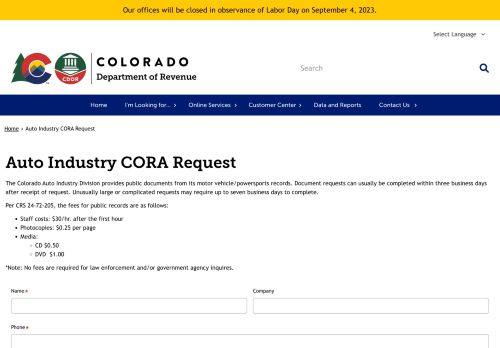 Our offices will be closed in observance of Labor Day on September 4, 2023.
Select Language
COLORADO
Department of Revenue
CDOR
Search
Home I'm Looking for... Online Services Customer Center Data and Reports Contact Us
Home > Auto Industry CORA Request
Auto Industry CORA Request
The Colorado Auto Industry Division provides public documents from its motor vehicle/powersports records. Document requests can usually be completed within three business days
after receipt of request. Unusually large or complicated requests may require up to seven business days to complete.
Per CRS 24-72-205, the fees for public records are as follows:
• Staff costs: $30/hr. after the first hour
• Photocopies: $0.25 per page
• Media:
○ CD $0.50
○ DVD $1.00
*Note: No fees are required for law enforcement and/or government agency inquires.
Name* Company
Phone*